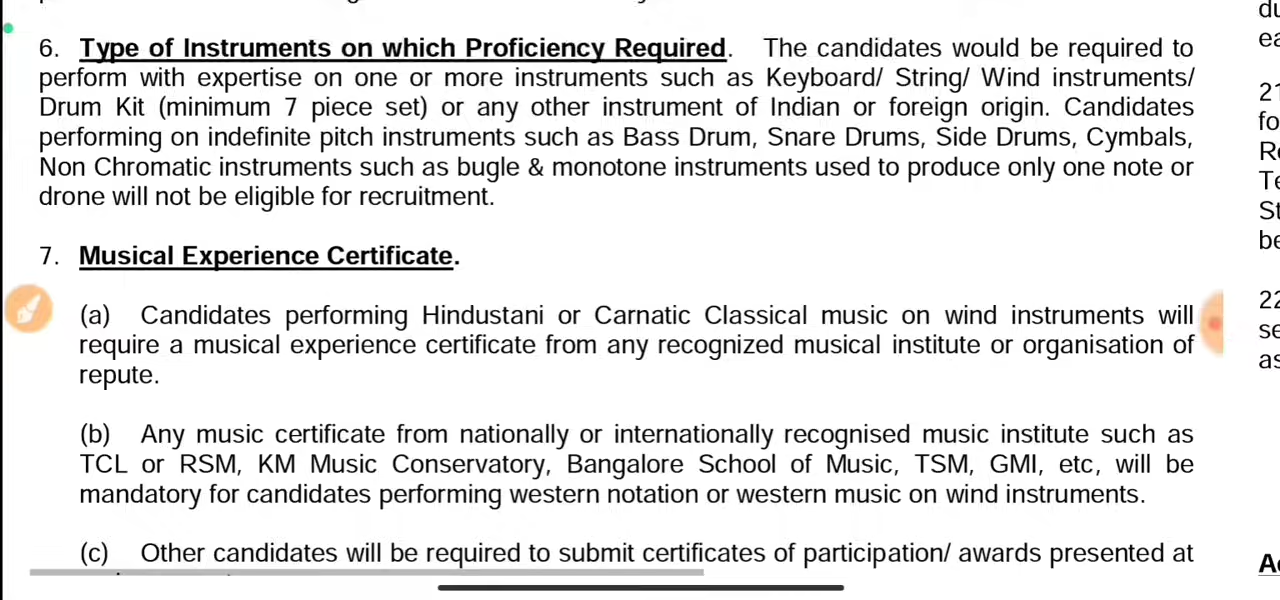 6. Type of Instruments on which Proficiency Required. The candidates would be required to
perform with expertise on one or more instruments such as Keyboard/ String/ Wind instruments/
Drum Kit (minimum 7 piece set) or any other instrument of Indian or foreign origin. Candidates
performing on indefinite pitch instruments such as Bass Drum, Snare Drums, Side Drums, Cymbals,
Non Chromatic instruments such as bugle & monotone instruments used to produce only one note or
drone will not be eligible for recruitment.
7. Musical Experience Certificate.
(a) Candidates performing Hindustani or Carnatic Classical music on wind instruments will
require a musical experience certificate from any recognized musical institute or organisation of
repute.
(b) Any music certificate from nationally or internationally recognised music institute such as
TCL or RSM, KM Music Conservatory, Bangalore School of Music, TSM, GMI, etc, will be
mandatory for candidates performing western notation or western music on wind instruments.
(c) Other candidates will be required to submit certificates of participation/ awards presented at
21
22